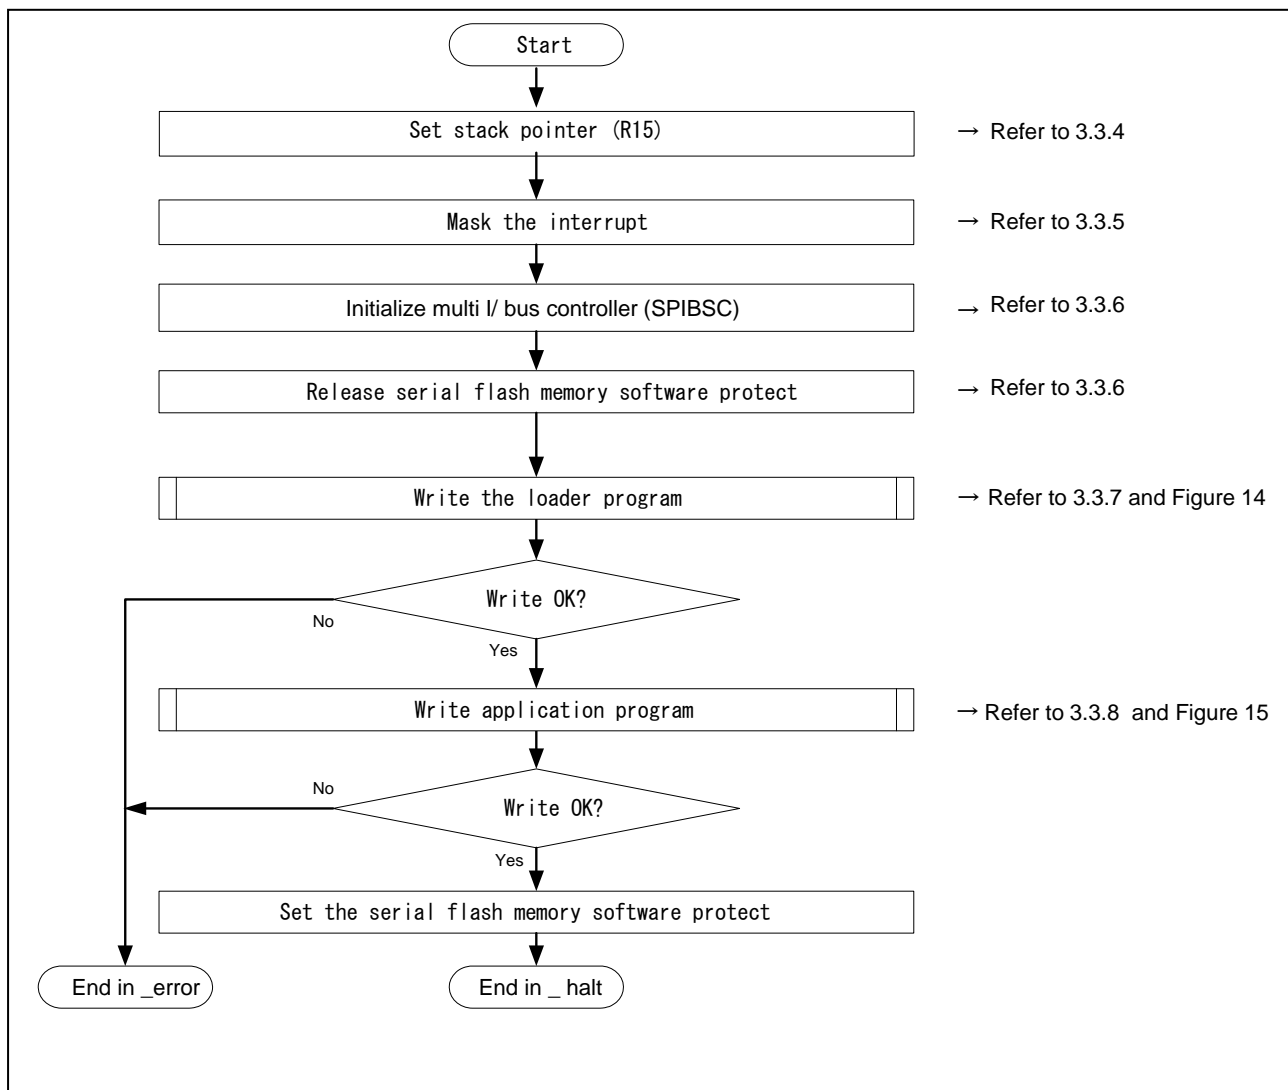 Start
Set stack pointer (R15)
→ Refer to 3.3.4
Mask the interrupt
→ Refer to 3.3.5
Initialize multi I/ bus controller (SPIBSC)
→ Refer to 3.3.6
Release serial flash memory software protect
→ Refer to 3.3.6
Write the loader program
→ Refer to 3.3.7 and Figure 14
Write OK?
No
Yes
Write application program
→ Refer to 3.3.8 and Figure 15
No
Write OK?
Yes
Set the serial flash memory software protect
End in _error
End in _ halt